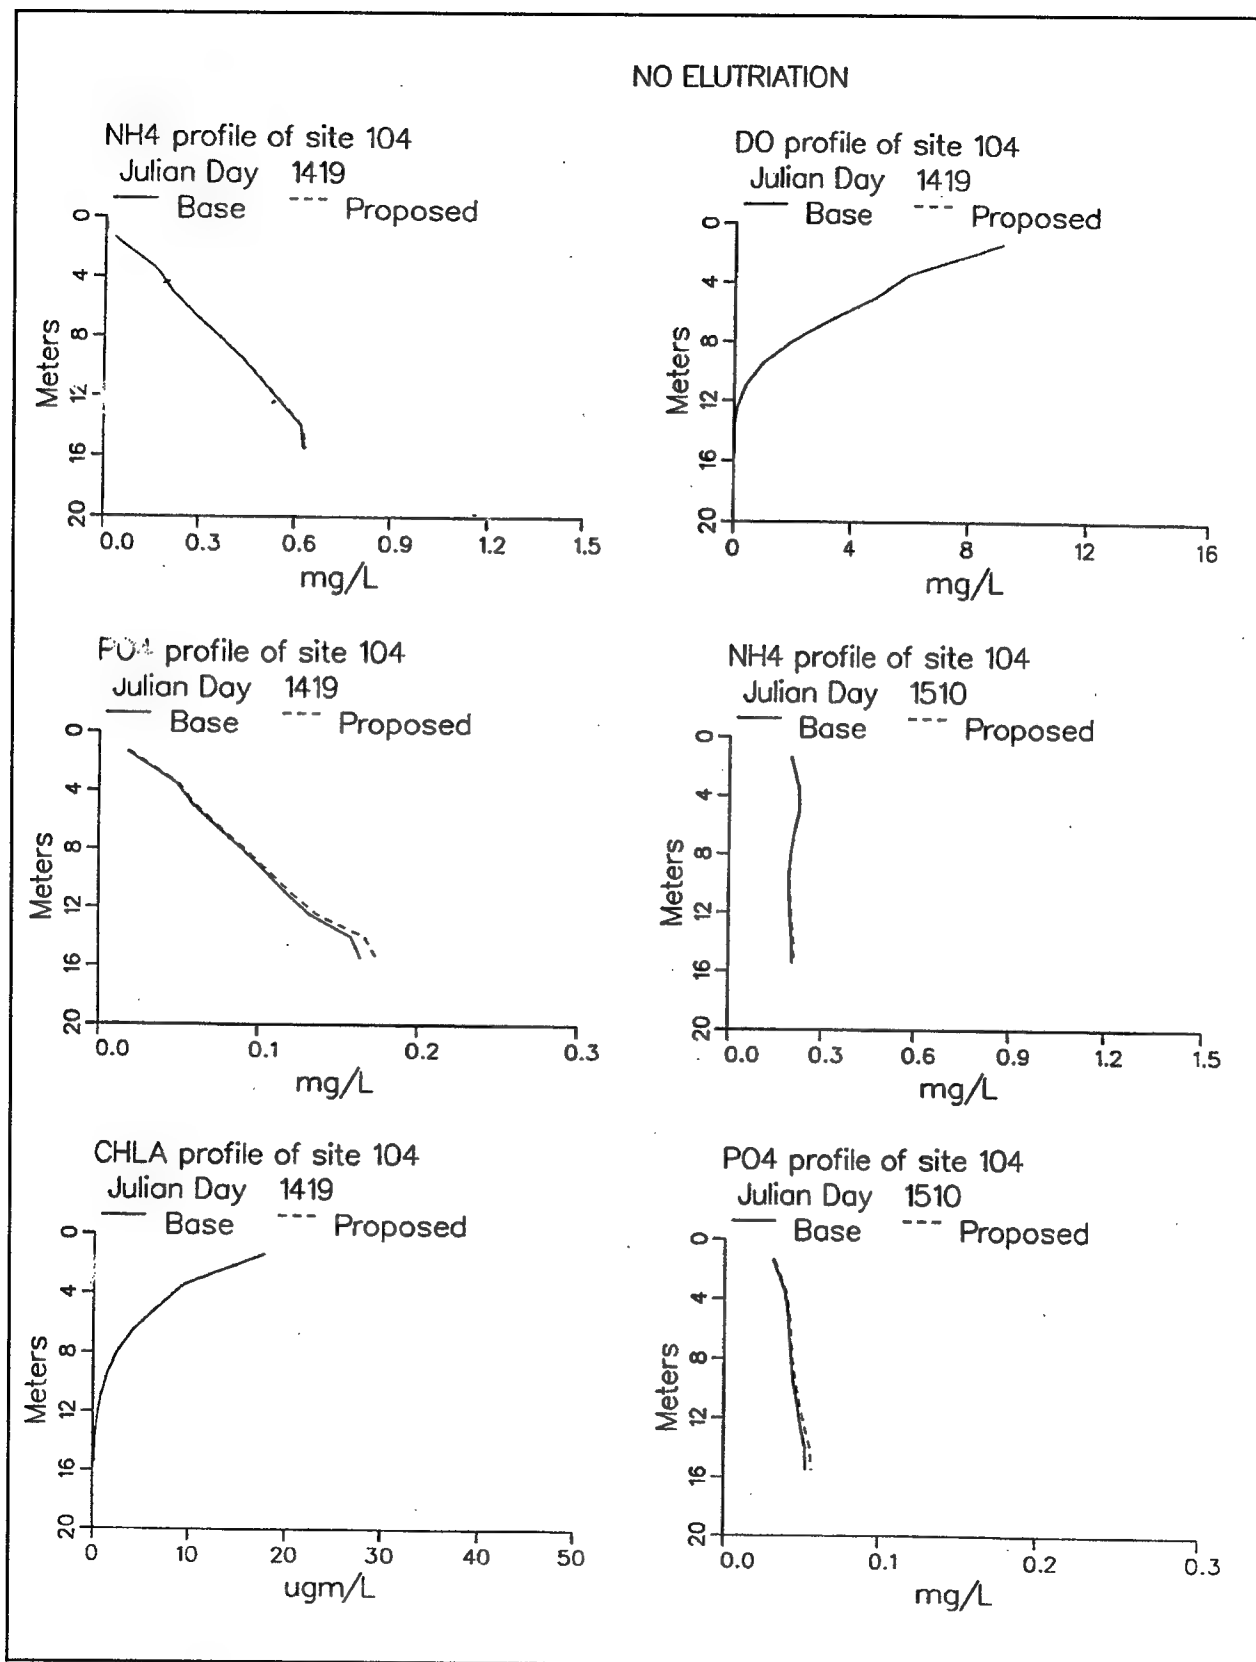 NO ELUTRIATION
NH4 profile of site 104
Julian Day 1419
Base Proposed
0
4
8
12
16
20
Meters
0.0 0.3 0.6 0.9 1.2 1.5
mg/L
DO profile of site 104
Julian Day 1419
Base Proposed
0
4
8
12
16
20
Meters
0 4 8 12 16
mg/L
PO4 profile of site 104
Julian Day 1419
Base Proposed
0
4
8
12
16
20
Meters
0.0 0.1 0.2 0.3
mg/L
NH4 profile of site 104
Julian Day 1510
Base Proposed
0
4
8
12
16
20
Meters
0.0 0.3 0.6 0.9 1.2 1.5
mg/L
CHLA profile of site 104
Julian Day 1419
Base Proposed
0
4
8
12
16
20
Meters
0 10 20 30 40 50
ugm/L
PO4 profile of site 104
Julian Day 1510
Base Proposed
0
4
8
12
16
20
Meters
0.0 0.1 0.2 0.3
mg/L